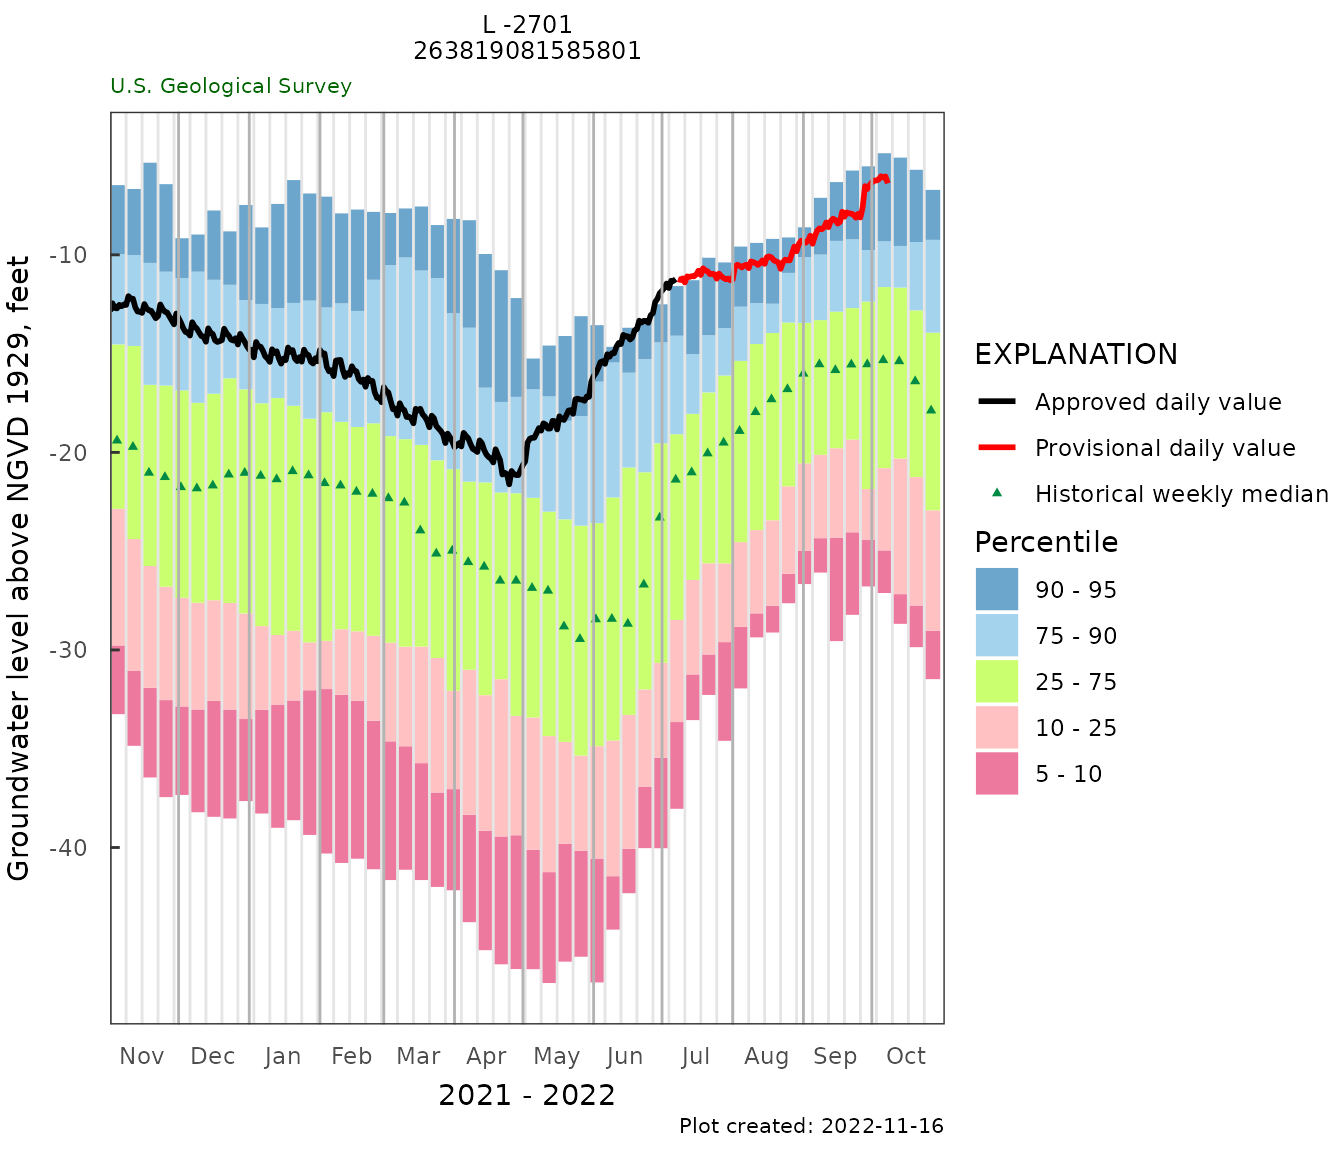 L -2701
263819081585801
U.S. Geological Survey
Groundwater level above NGVD 1929, feet
-10
-20
-30
-40
Nov Dec Jan Feb Mar Apr May Jun Jul Aug Sep Oct
2021 - 2022
Plot created: 2022-11-16
EXPLANATION
Approved daily value
Provisional daily value
Historical weekly median
Percentile
90 - 95
75 - 90
25 - 75
10 - 25
5 - 10